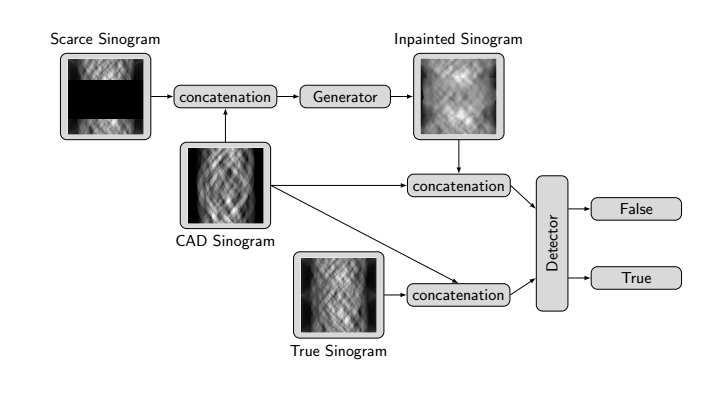 Scarce Sinogram
Inpainted Sinogram
concatenation
Generator
concatenation
CAD Sinogram
Detector
False
True
concatenation
True Sinogram